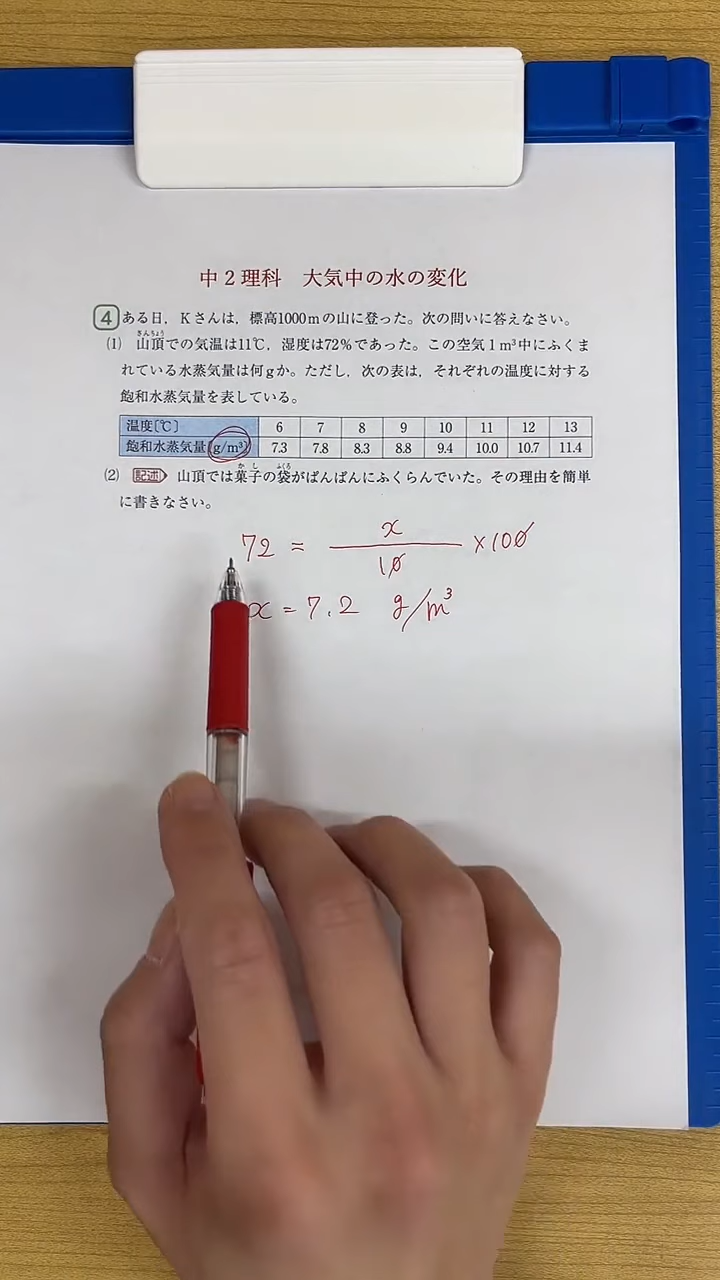 中2理科 大気中の水の変化
4 ある日,Kさんは,標高1000mの山に登った。次の問いに答えなさい。
(1) 山頂での気温は11℃,湿度は72%であった。この空気1m³中にふくま
さんちょう
れている水蒸気量は何gか。ただし,次の表は,それぞれの温度に対する
飽和水蒸気量を表している。
温度〔℃〕 6 7 8 9 10 11 12 13
飽和水蒸気量〔g/m³〕 7.3 7.8 8.3 8.8 9.4 10.0 10.7 11.4
(2) 記述 山頂では菓子の袋がぱんぱんにふくらんでいた。その理由を簡単
かし ふくろ
に書きなさい。
72 = x/10 ×100
x = 7.2 g/m³